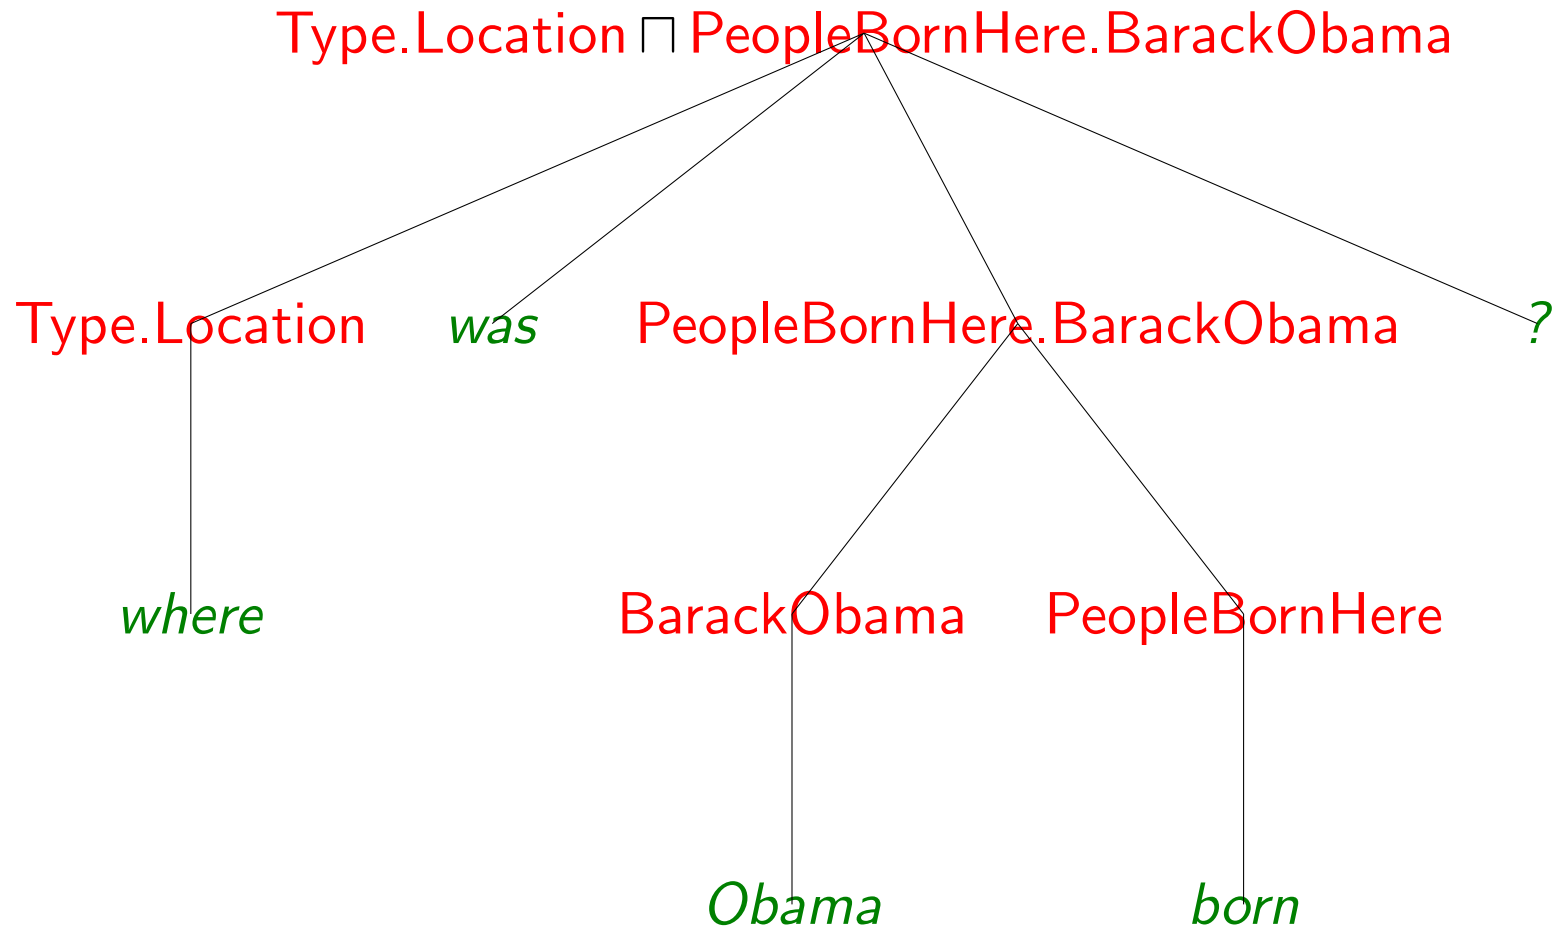 Type.Location ⊓ PeopleBornHere.BarackObama
Type.Location was PeopleBornHere.BarackObama ?
where BarackObama PeopleBornHere
Obama born